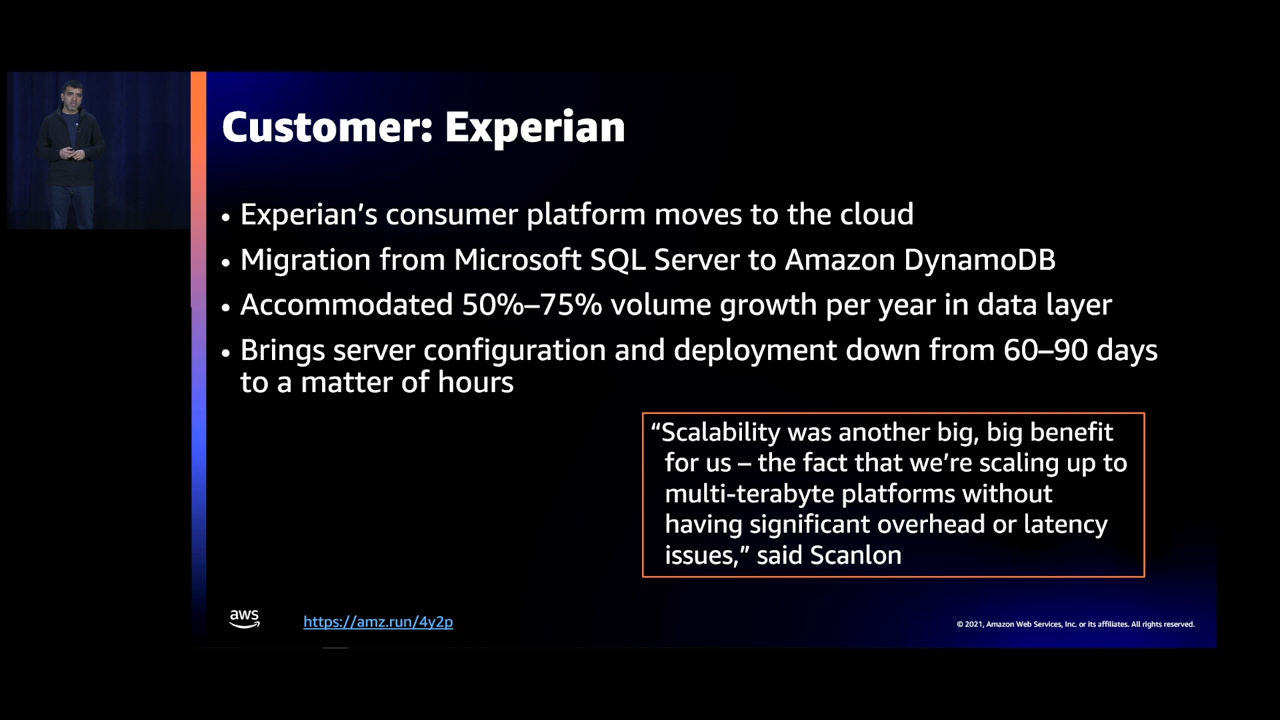 Customer: Experian
• Experian’s consumer platform moves to the cloud
• Migration from Microsoft SQL Server to Amazon DynamoDB
• Accommodated 50%–75% volume growth per year in data layer
• Brings server configuration and deployment down from 60–90 days
to a matter of hours
“Scalability was another big, big benefit
for us – the fact that we’re scaling up to
multi-terabyte platforms without
having significant overhead or latency
issues,” said Scanlon
aws
https://amz.run/4y2p
© 2021, Amazon Web Services, Inc. or its affiliates. All rights reserved.